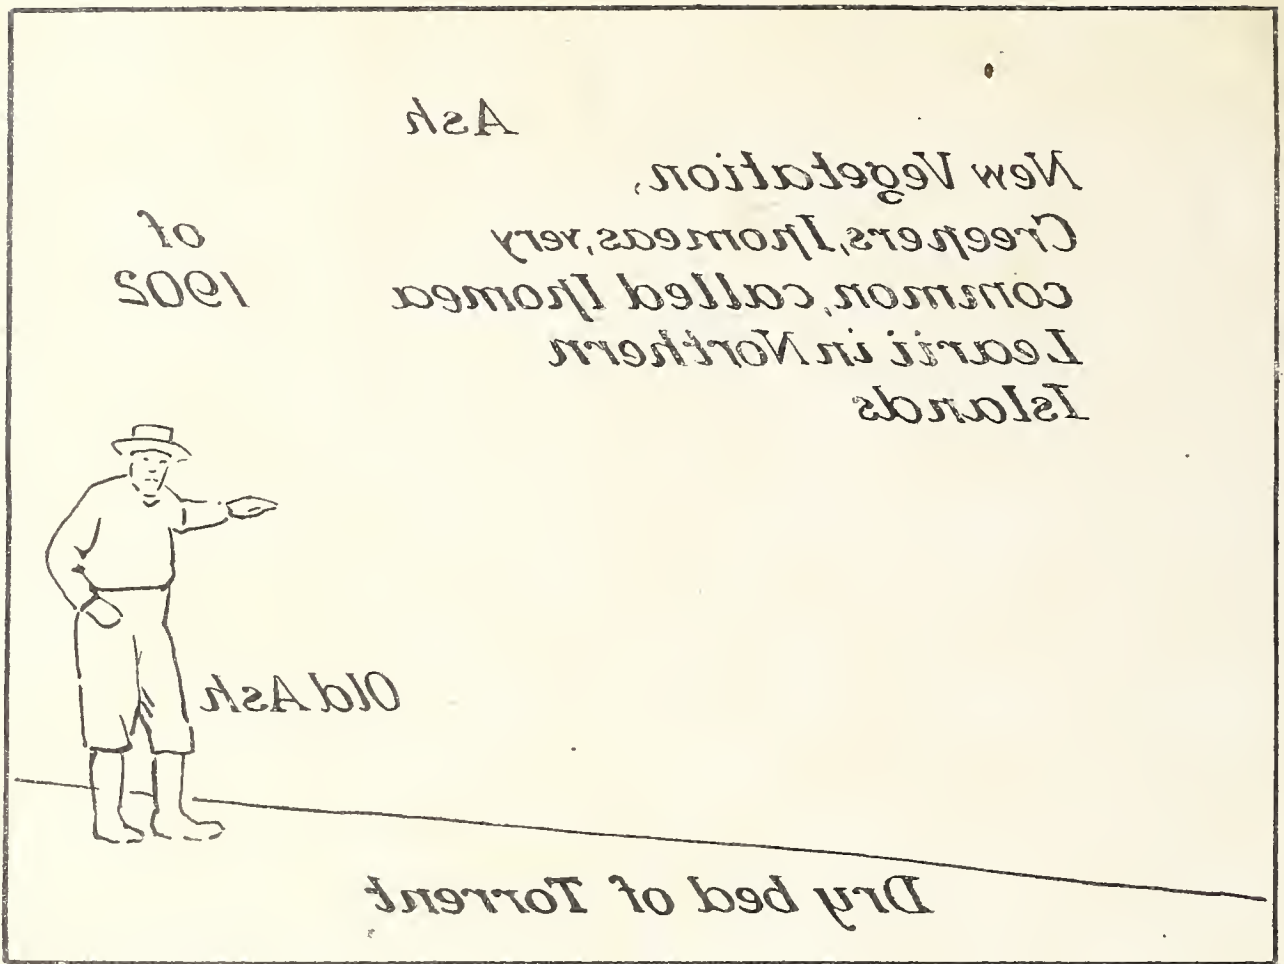 Ash
of
1902
New Vegetation,
Creepers, Ipomeas, very
common, called Ipomea
Learii in Northern
Islands
Old Ash
Dry bed of Torrent